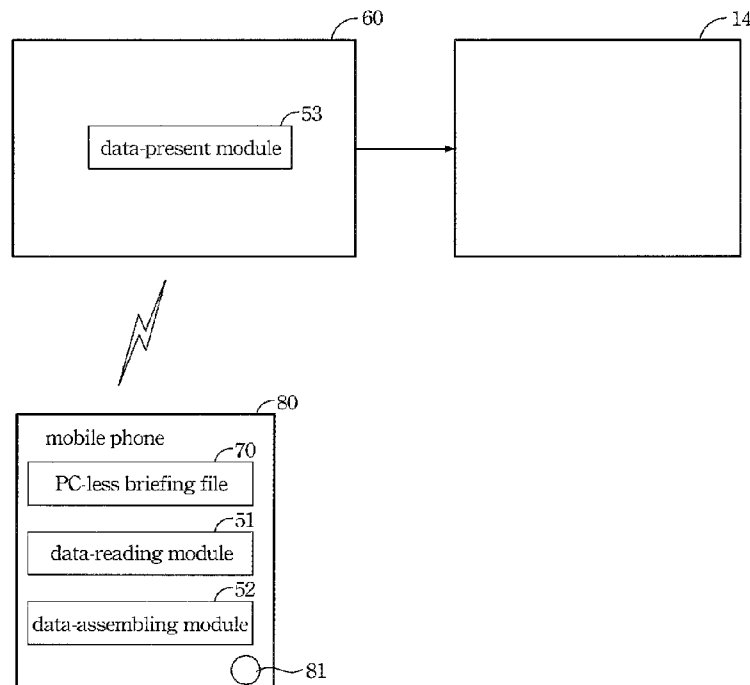 60
14
53
data-present module
80
mobile phone
70
PC-less briefing file
51
data-reading module
52
data-assembling module
81